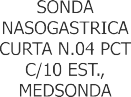 SONDA
NASOGASTRICA
CURTA N.04 PCT
C/10 EST.,
MEDSONDA